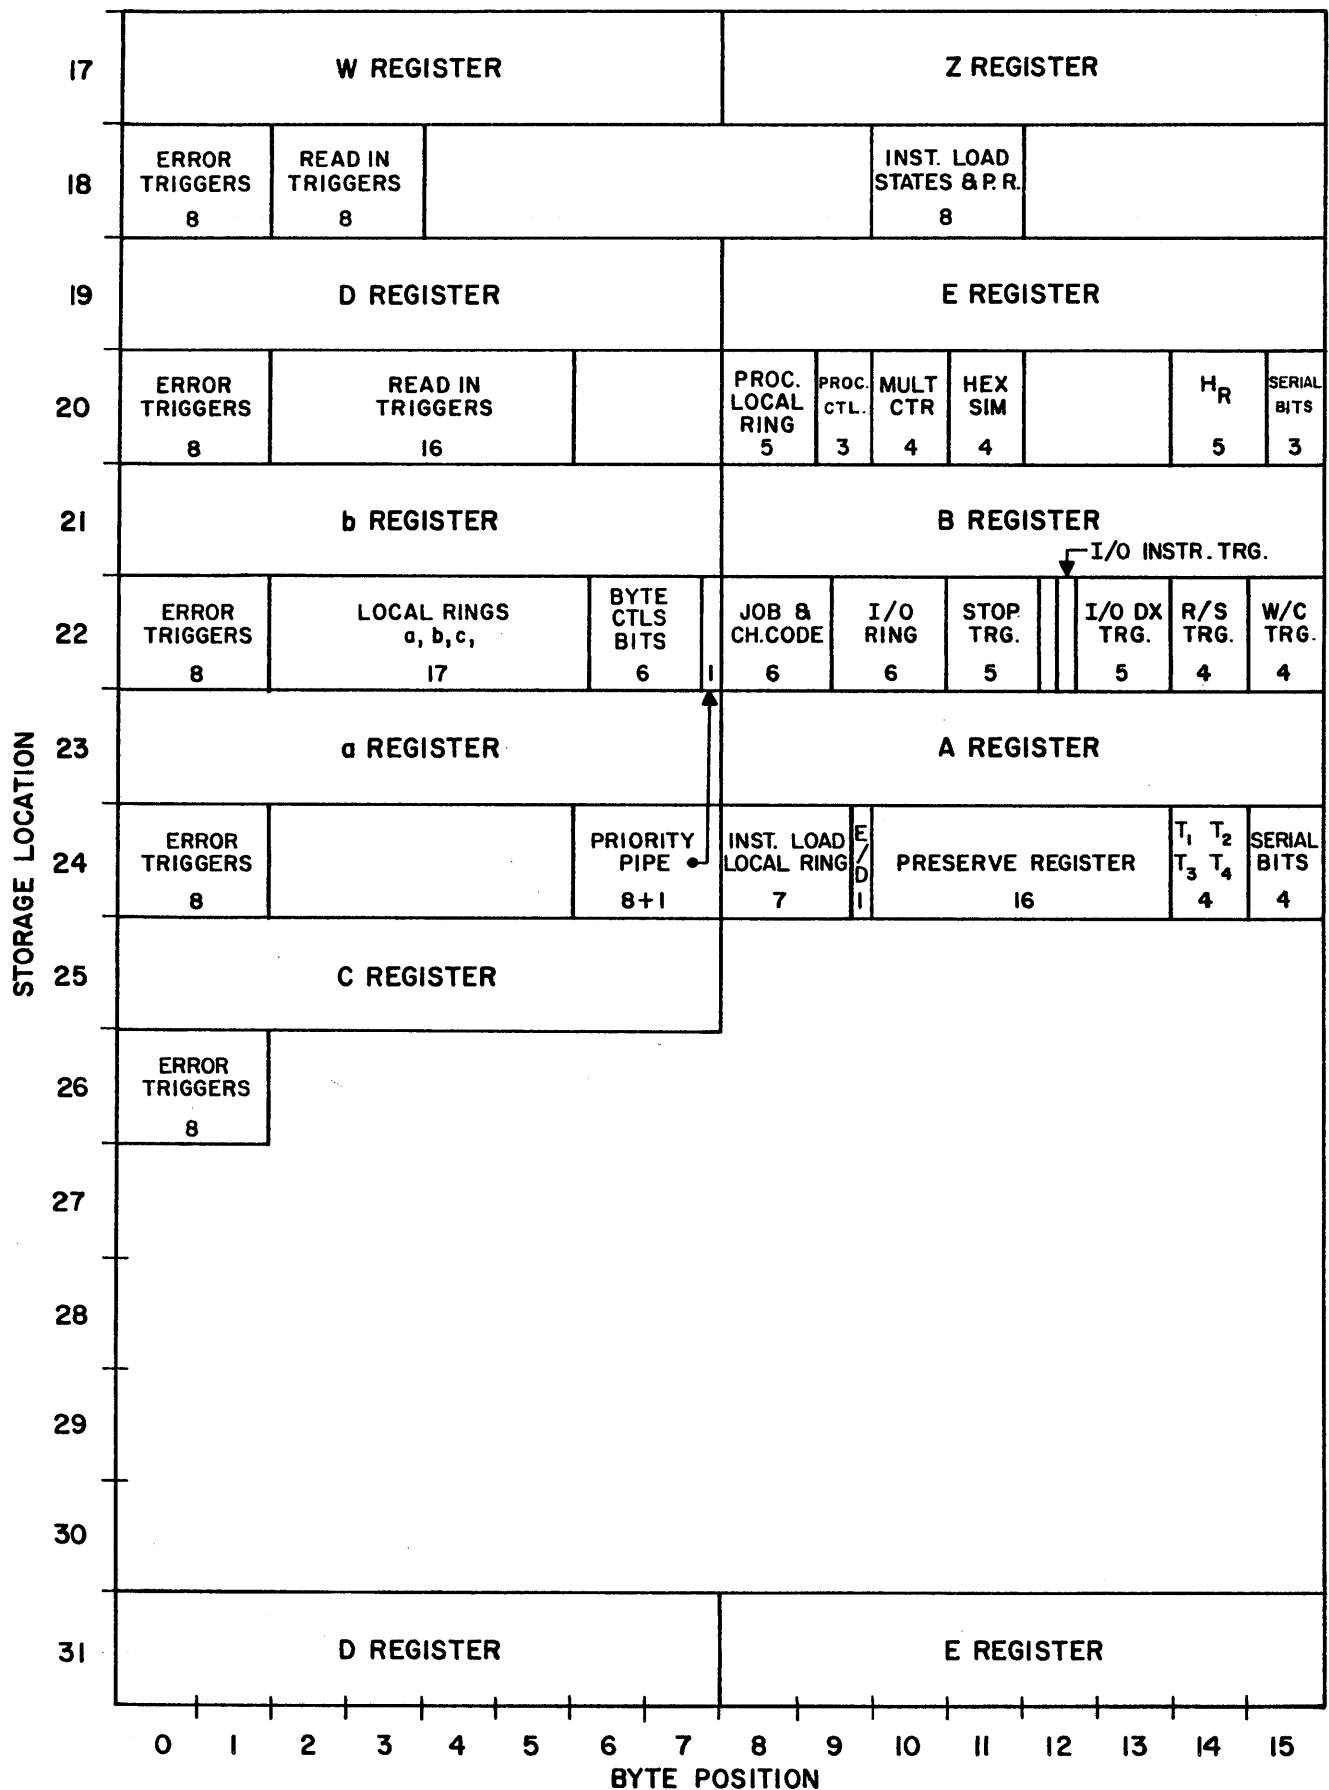 17
W REGISTER
Z REGISTER
18
ERROR
TRIGGERS
8
READ IN
TRIGGERS
8
INST. LOAD
STATES & P.R.
8
19
D REGISTER
E REGISTER
20
ERROR
TRIGGERS
8
READ IN
TRIGGERS
16
PROC.
LOCAL
RING
5
PROC.
CTL.
3
MULT
CTR
4
HEX
SIM
4
HR
5
SERIAL
BITS
3
21
b REGISTER
B REGISTER
I/O INSTR. TRG.
22
ERROR
TRIGGERS
8
LOCAL RINGS
a, b, c,
17
BYTE
CTLS
BITS
6
1
JOB &
CH.CODE
6
I/O
RING
6
STOP
TRG.
5
I/O DX
TRG.
5
R/S
TRG.
4
W/C
TRG.
4
STORAGE LOCATION
23
a REGISTER
A REGISTER
24
ERROR
TRIGGERS
8
PRIORITY
PIPE
8+1
INST. LOAD
LOCAL RING
7
E/D
1
PRESERVE REGISTER
16
T1 T2
T3 T4
4
SERIAL
BITS
4
25
C REGISTER
26
ERROR
TRIGGERS
8
27
28
29
30
31
D REGISTER
E REGISTER
0 1 2 3 4 5 6 7 8 9 10 11 12 13 14 15
BYTE POSITION